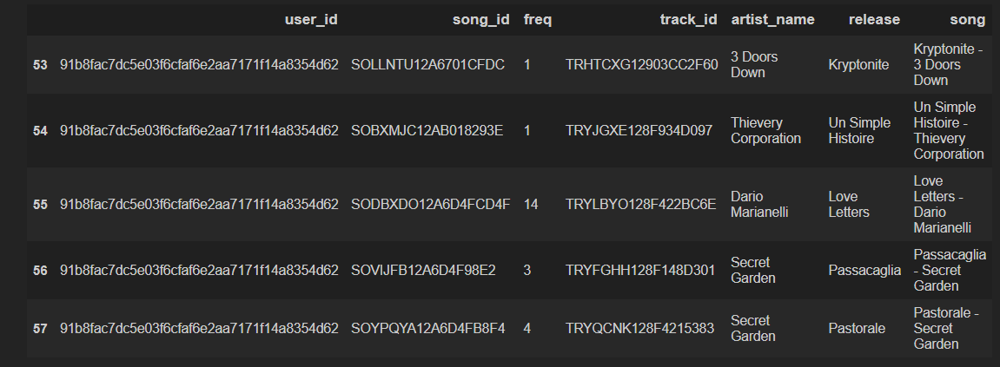 user_id song_id freq track_id artist_name release song
53 91b8fac7dc5e03f6cfaf6e2aa7171f14a8354d62 SOLLNTU12A6701CFDC 1 TRHTCXG12903CC2F60 3 Doors Down Kryptonite Kryptonite - 3 Doors Down
54 91b8fac7dc5e03f6cfaf6e2aa7171f14a8354d62 SOBXMJC12AB018293E 1 TRYJGXE128F934D097 Thievery Corporation Un Simple Histoire Un Simple Histoire - Thievery Corporation
55 91b8fac7dc5e03f6cfaf6e2aa7171f14a8354d62 SODBXDO12A6D4FCD4F 14 TRYLBYO128F422BC6E Dario Marianelli Love Letters Love Letters - Dario Marianelli
56 91b8fac7dc5e03f6cfaf6e2aa7171f14a8354d62 SOVIJFB12A6D4F98E2 3 TRYFGHH128F148D301 Secret Garden Passacaglia Passacaglia - Secret Garden
57 91b8fac7dc5e03f6cfaf6e2aa7171f14a8354d62 SOYPQYA12A6D4FB8F4 4 TRYQCNK128F4215383 Secret Garden Pastorale Pastorale - Secret Garden